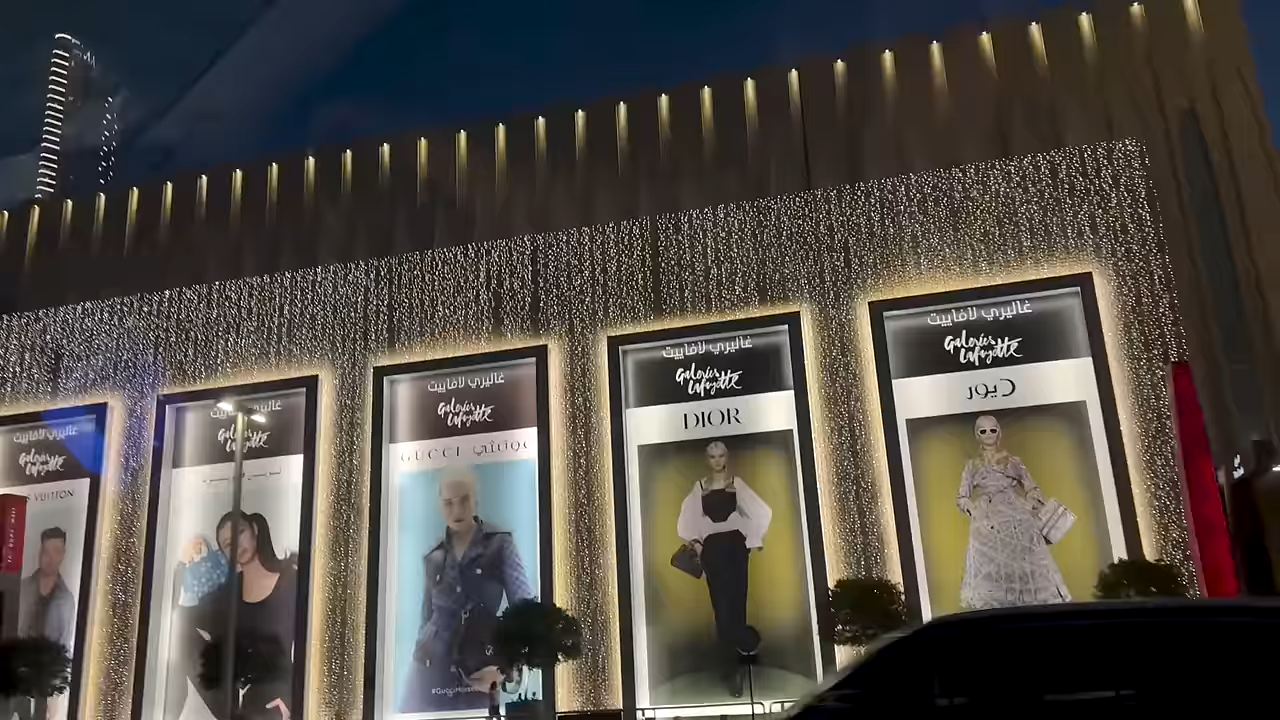 غاليري لافاييت
Galeries
Lafayette
VUITTON
غاليري لافاييت
Galeries
Lafayette
غاليري لافاييت
Galeries
Lafayette
GUCCI غوتشي
غاليري لافاييت
Galeries
Lafayette
DIOR
غاليري لافاييت
Galeries
Lafayette
ديور